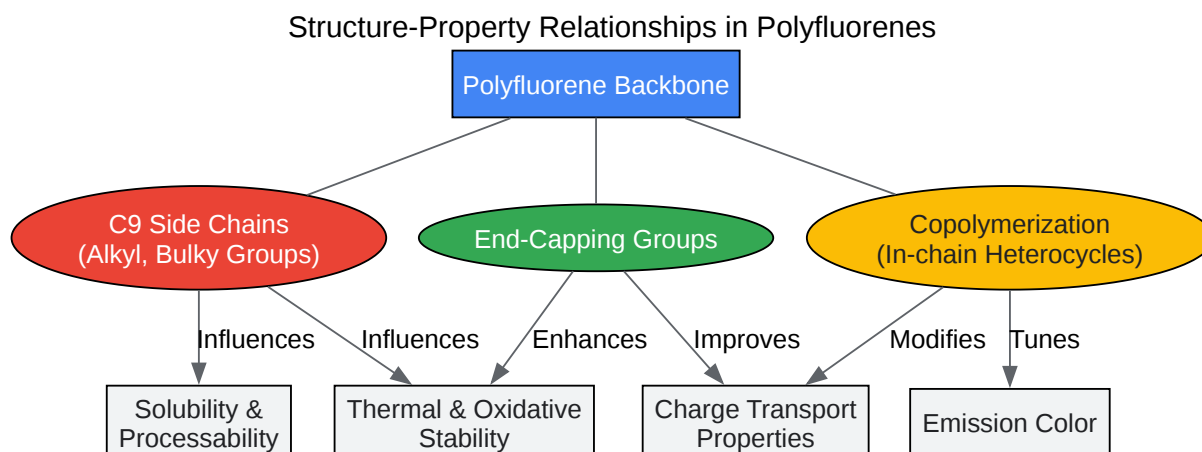 Structure-Property Relationships in Polyfluorenes
Polyfluorene Backbone
C9 Side Chains
(Alkyl, Bulky Groups)
End-Capping Groups
Copolymerization
(In-chain Heterocycles)
Influences
Influences
Enhances
Improves
Modifies
Tunes
Solubility &
Processability
Thermal & Oxidative
Stability
Charge Transport
Properties
Emission Color